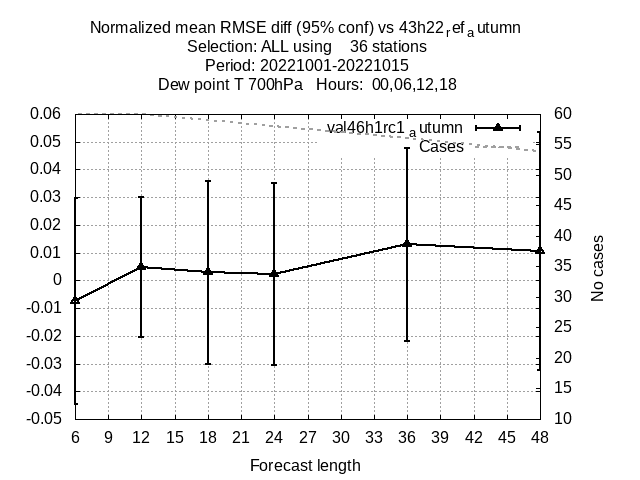 Normalized mean RMSE diff (95% conf) vs 43h22refautumn
Selection: ALL using 36 stations
Period: 20221001-20221015
Dew point T 700hPa Hours: 00,06,12,18
val46h1rc1autumn
Cases
0.06
0.05
0.04
0.03
0.02
0.01
0
-0.01
-0.02
-0.03
-0.04
-0.05
60
55
50
45
40
35
30
25
20
15
10
No cases
6 9 12 15 18 21 24 27 30 33 36 39 42 45 48
Forecast length